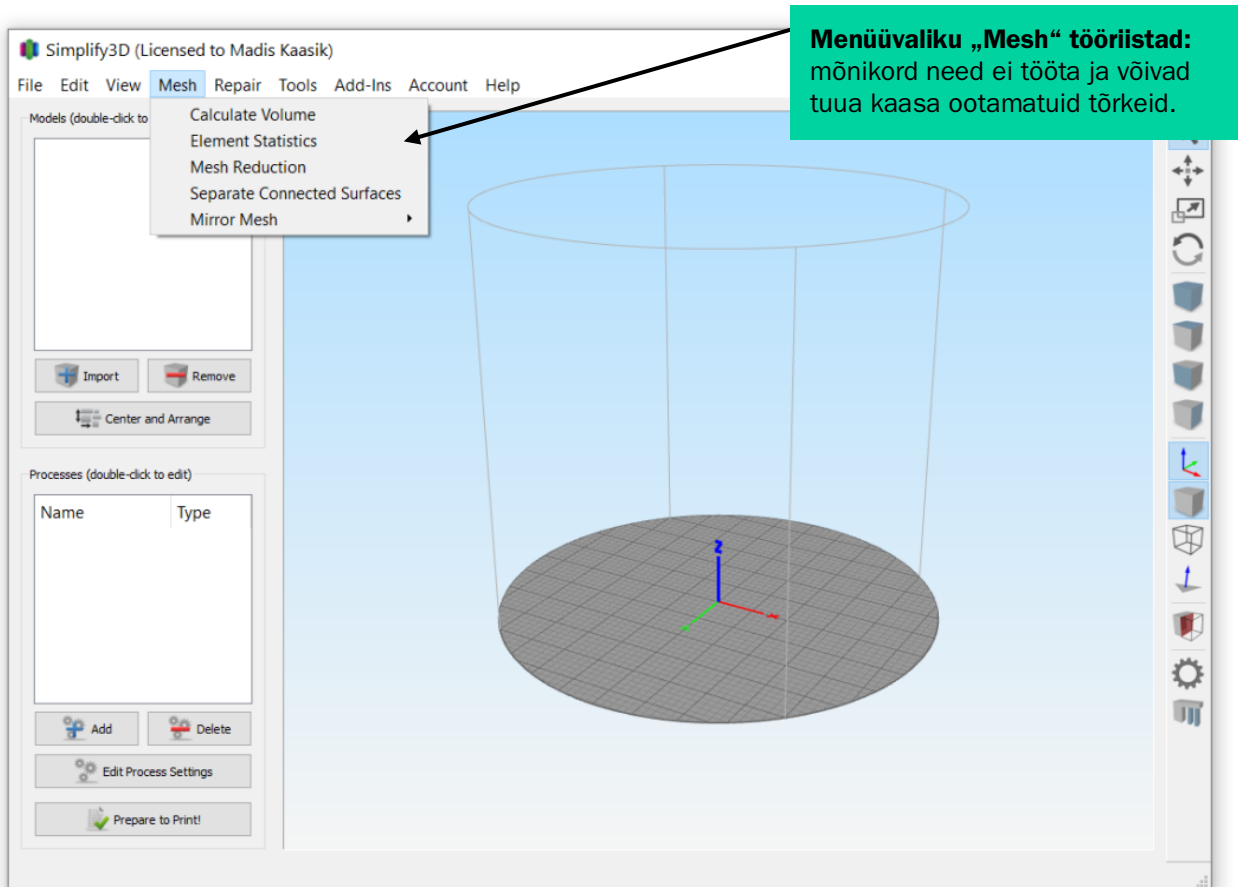 Menüüvaliku „Mesh“ tööriistad:
mõnikord need ei tööta ja võivad
tuua kaasa ootamatuid tõrkeid.
Simplify3D (Licensed to Madis Kaasik)
File Edit View Mesh Repair Tools Add-Ins Account Help
Models (double-click to
Calculate Volume
Element Statistics
Mesh Reduction
Separate Connected Surfaces
Mirror Mesh
Import Remove
Center and Arrange
Processes (double-click to edit)
Name Type
Add Delete
Edit Process Settings
Prepare to Print!
Z